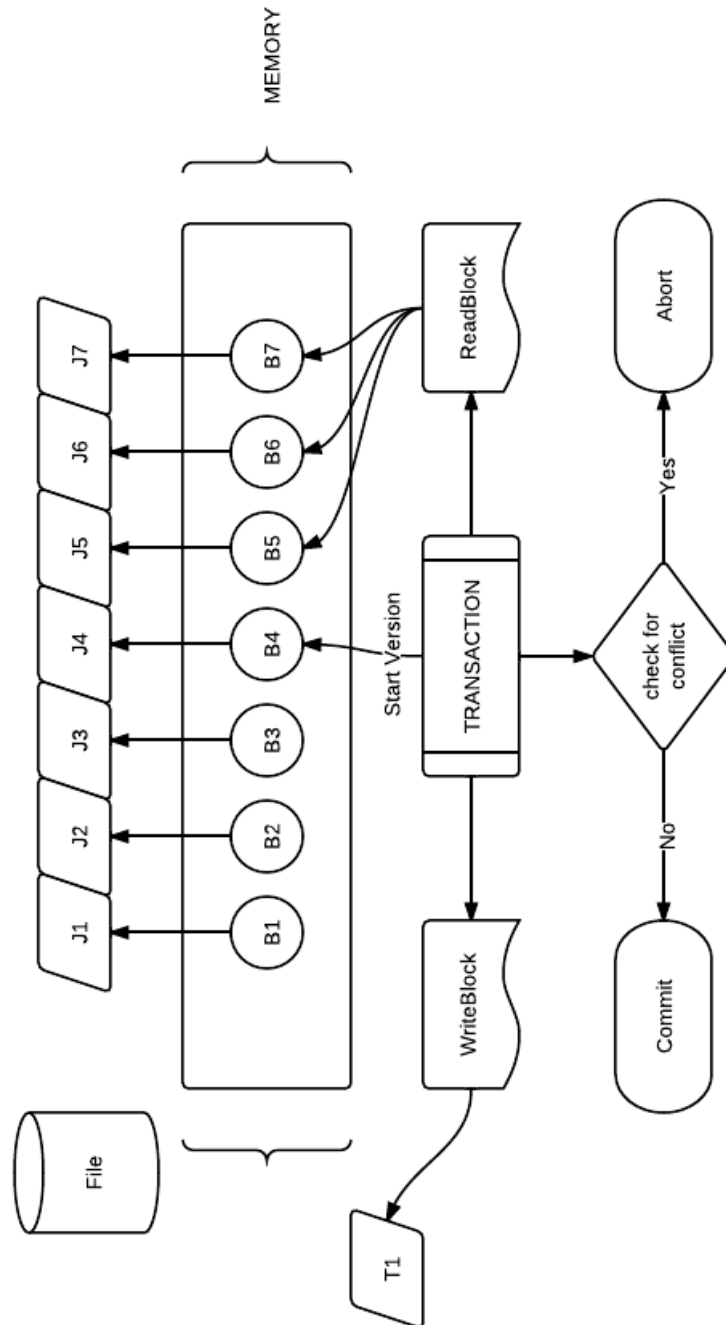 File
J1
J2
J3
J4
J5
J6
J7
B1
B2
B3
B4
B5
B6
B7
MEMORY
Start Version
T1
WriteBlock
TRANSACTION
ReadBlock
Commit
No
check for
conflict
Yes
Abort